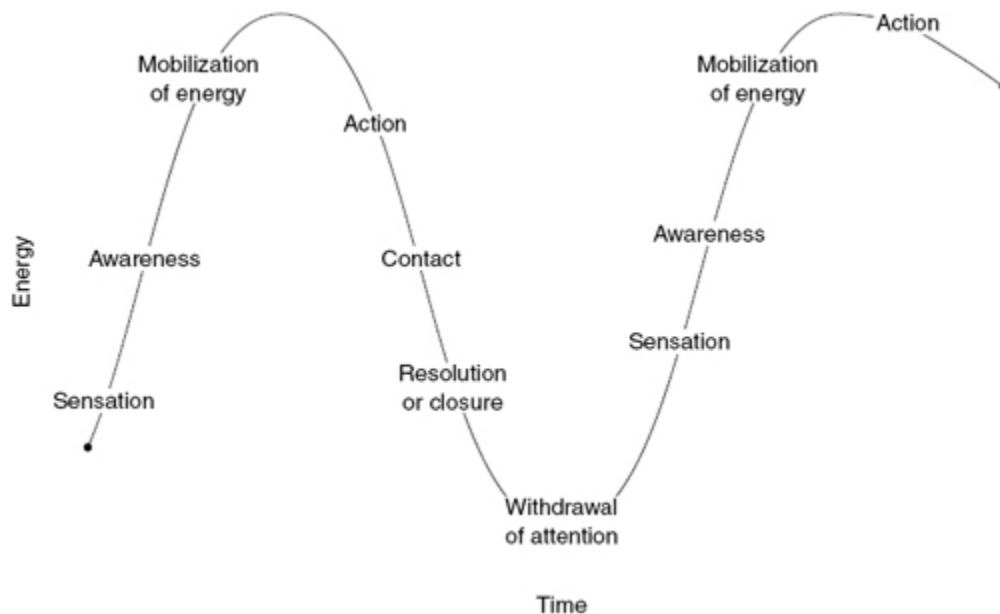 Mobilization
of energy
Action
Awareness
Contact
Sensation
Resolution
or closure
Withdrawal
of attention
Mobilization
of energy
Action
Awareness
Sensation
Energy
Time